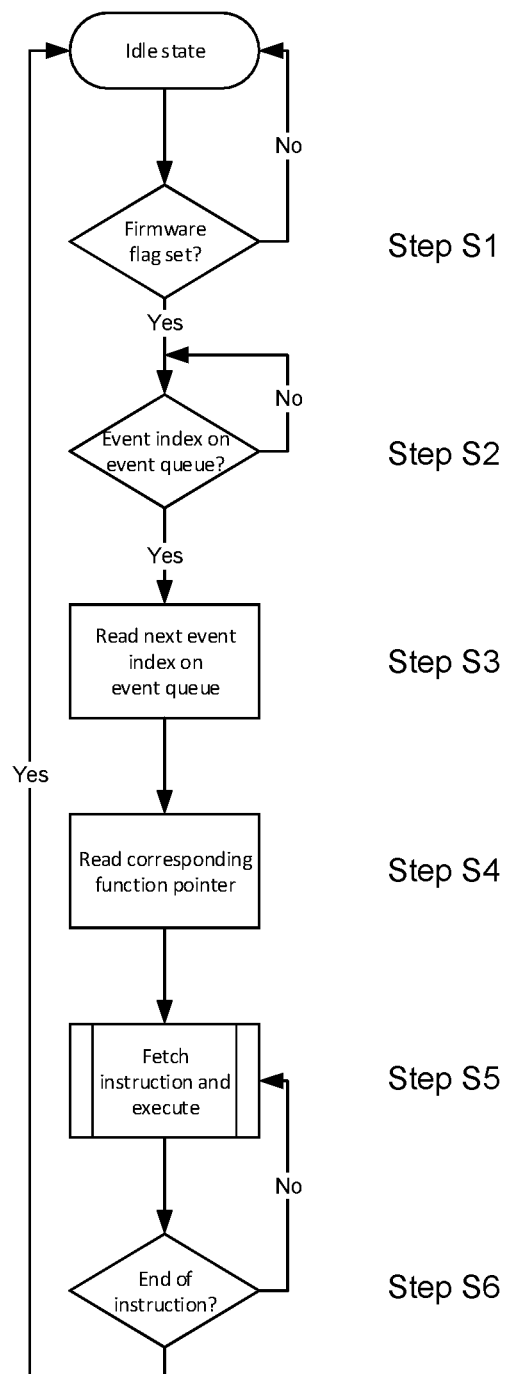 Idle state
No
Firmware
flag set?
Step S1
Yes
No
Event index on
event queue?
Step S2
Yes
Read next event
index on
event queue
Step S3
Yes
Read corresponding
function pointer
Step S4
Fetch
instruction and
execute
Step S5
No
End of
instruction?
Step S6